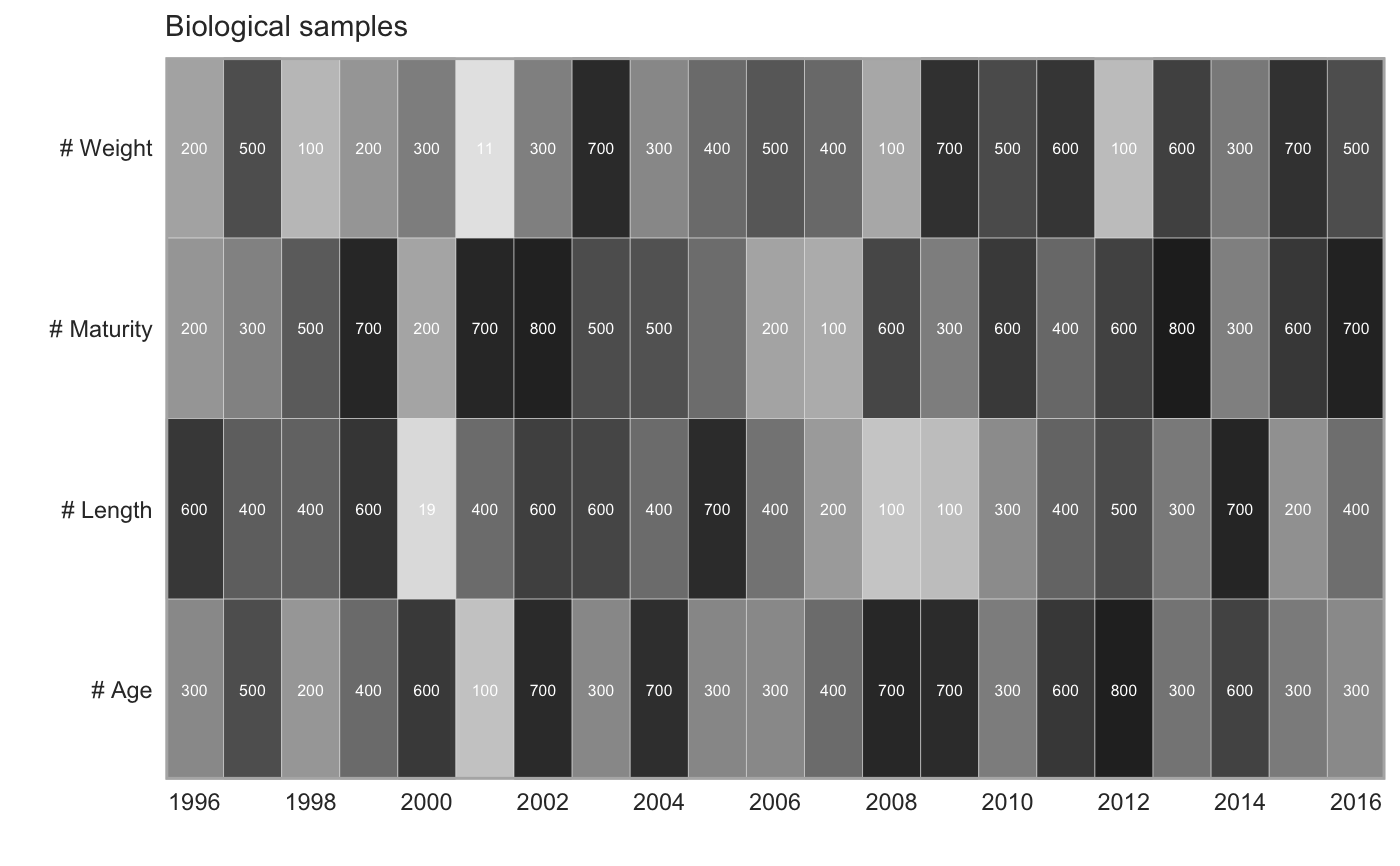 Biological samples
# Weight 200 500 100 200 300 11 300 700 300 400 500 400 100 700 500 600 100 600 300 700 500
# Maturity 200 300 500 700 200 700 800 500 500 200 100 600 300 600 400 600 800 300 600 700
# Length 600 400 400 600 19 400 600 600 400 700 400 200 100 100 300 400 500 300 700 200 400
# Age 300 500 200 400 600 100 700 300 700 300 300 400 700 700 300 600 800 300 600 300 300
1996 1998 2000 2002 2004 2006 2008 2010 2012 2014 2016